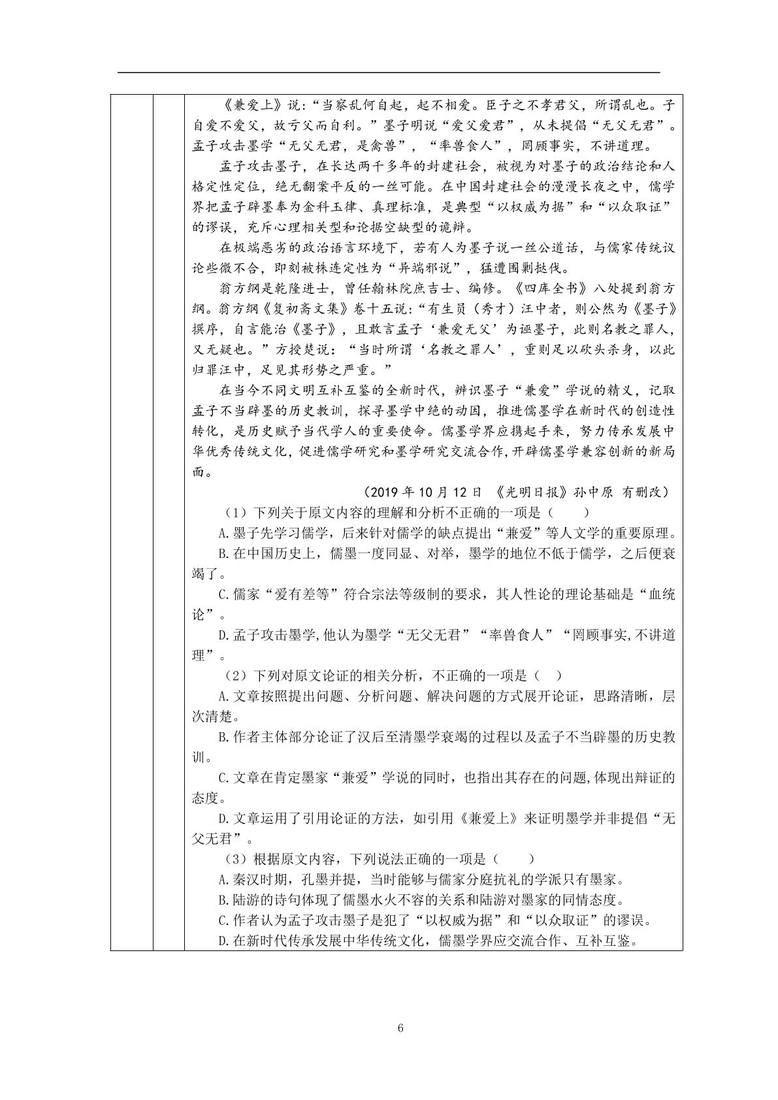 《兼爱上》说：“当察乱何自起，起不相爱。臣子之不孝君父，所谓乱也。子
自爱不爱父，故亏父而自利。”墨子明说“爱父爱君”，从未提倡“无父无君”。
孟子攻击墨学“无父无君，是禽兽”，“率兽食人”，罔顾事实，不讲道理。
孟子攻击墨子，在长达两千多年的封建社会，被视为对墨子的政治结论和人
格定性定位，绝无翻案平反的一丝可能。在中国封建社会的漫漫长夜之中，儒学
界把孟子辟墨奉为金科玉律、真理标准，是典型“以权威为据”和“以众取证”
的谬误，充斥心理相关型和论据空缺型的诡辩。
在极端恶劣的政治语言环境下，若有人为墨子说一丝公道话，与儒家传统议
论些微不合，即刻被株连定性为“异端邪说”，猛遭围剿挞伐。
翁方纲是乾隆进士，曾任翰林院庶吉士、编修。《四库全书》八处提到翁方
纲。翁方纲《复初斋文集》卷十五说：“有生员（秀才）汪中者，则公然为《墨子》
撰序，自言能治《墨子》，且敢言孟子‘兼爱无父’为诬墨子，此则名教之罪人，
又无疑也。”方授楚说：“当时所谓‘名教之罪人’，重则足以砍头杀身，以此
归罪汪中，足见其形势之严重。”
在当今不同文明互补互鉴的全新时代，辨识墨子“兼爱”学说的精义，记取
孟子不当辟墨的历史教训，探寻墨学中绝的动因，推进儒墨学在新时代的创造性
转化，是历史赋予当代学人的重要使命。儒墨学界应携起手来，努力传承发展中
华优秀传统文化，促进儒学研究和墨学研究交流合作,开辟儒墨学兼容创新的新局
面。
（2019 年 10 月 12 日 《光明日报》孙中原 有删改）
（1）下列关于原文内容的理解和分析不正确的一项是（　　）
A.墨子先学习儒学，后来针对儒学的缺点提出“兼爱”等人文学的重要原理。
B.在中国历史上，儒墨一度同显、对举，墨学的地位不低于儒学，之后便衰
竭了。
C.儒家“爱有差等”符合宗法等级制的要求，其人性论的理论基础是“血统
论”。
D.孟子攻击墨学,他认为墨学“无父无君”“率兽食人”“罔顾事实,不讲道
理”。
（2）下列对原文论证的相关分析，不正确的一项是（　）
A.文章按照提出问题、分析问题、解决问题的方式展开论证，思路清晰，层
次清楚。
B.作者主体部分论证了汉后至清墨学衰竭的过程以及孟子不当辟墨的历史教
训。
C.文章在肯定墨家“兼爱”学说的同时，也指出其存在的问题,体现出辩证的
态度。
D.文章运用了引用论证的方法，如引用《兼爱上》来证明墨学并非提倡“无
父无君”。
（3）根据原文内容，下列说法正确的一项是（　　）
A.秦汉时期，孔墨并提，当时能够与儒家分庭抗礼的学派只有墨家。
B.陆游的诗句体现了儒墨水火不容的关系和陆游对墨家的同情态度。
C.作者认为孟子攻击墨子是犯了“以权威为据”和“以众取证”的谬误。
D.在新时代传承发展中华传统文化，儒墨学界应交流合作、互补互鉴。
6